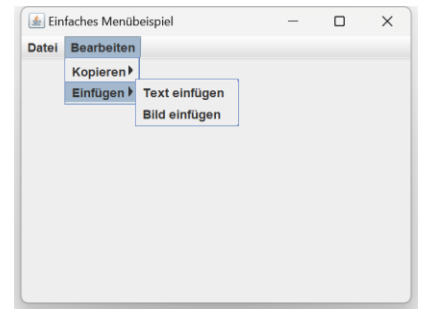 Einfaches Menübeispiel
Datei Bearbeiten
Kopieren
Einfügen Text einfügen
Bild einfügen